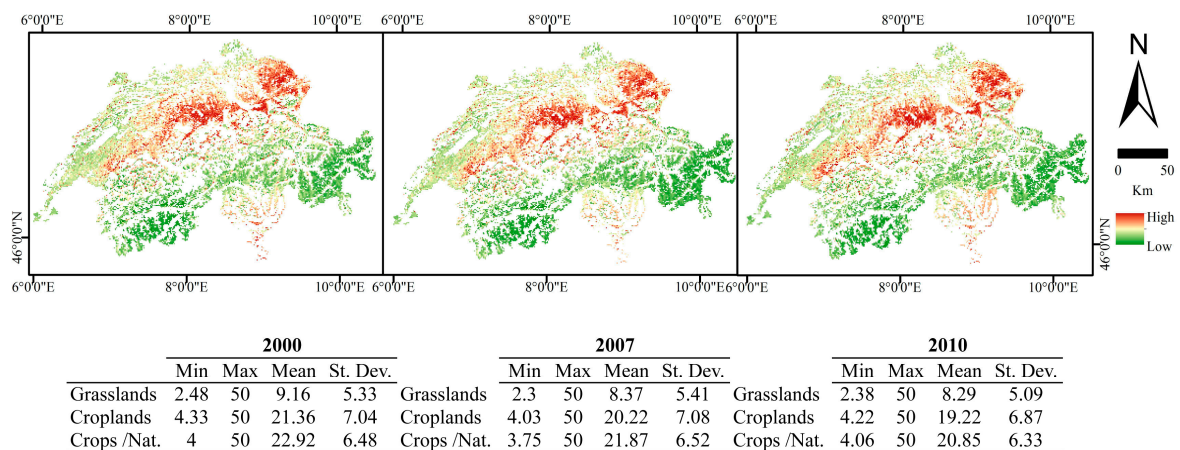 6°0'0"E 8°0'0"E 10°0'0"E 6°0'0"E 8°0'0"E 10°0'0"E 6°0'0"E 8°0'0"E 10°0'0"E
N
0 50
Km
High
Low
46°0'0"N 46°0'0"N
6°0'0"E 8°0'0"E 10°0'0"E 6°0'0"E 8°0'0"E 10°0'0"E 6°0'0"E 8°0'0"E 10°0'0"E
2000 2007 2010
Min Max Mean St. Dev. Min Max Mean St. Dev. Min Max Mean St. Dev.
Grasslands 2.48 50 9.16 5.33 Grasslands 2.3 50 8.37 5.41 Grasslands 2.38 50 8.29 5.09
Croplands 4.33 50 21.36 7.04 Croplands 4.03 50 20.22 7.08 Croplands 4.22 50 19.22 6.87
Crops /Nat. 4 50 22.92 6.48 Crops /Nat. 3.75 50 21.87 6.52 Crops /Nat. 4.06 50 20.85 6.33